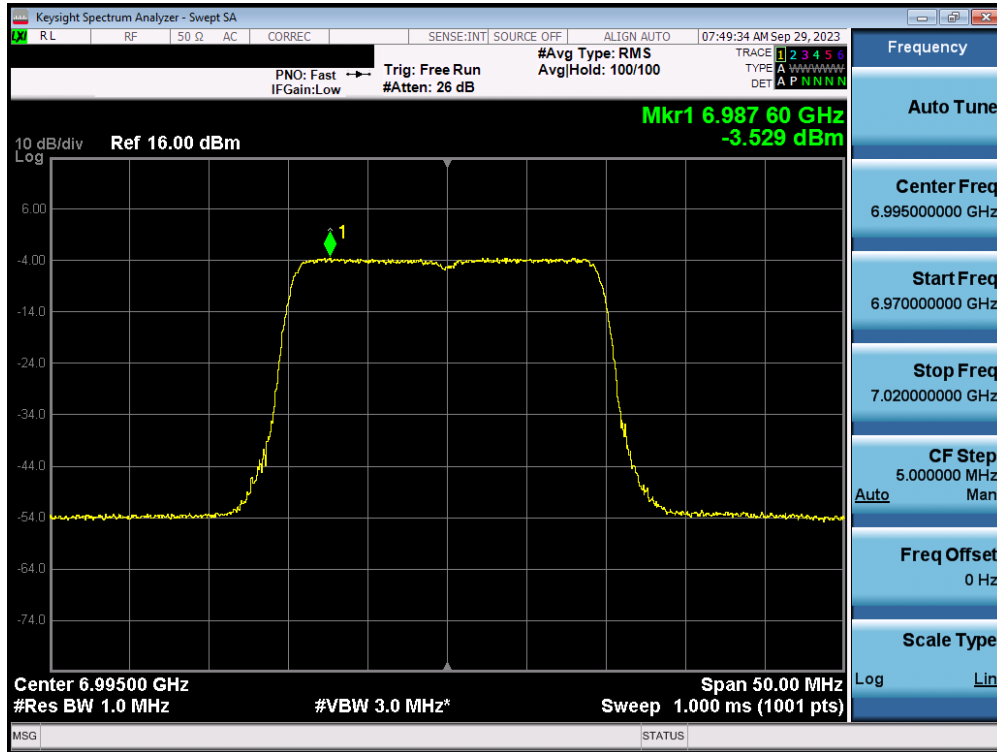 Keysight Spectrum Analyzer - Swept SA
LXI RL RF 50 Ω AC CORREC SENSE:INT SOURCE OFF ALIGN AUTO 07:49:34 AM Sep 29, 2023
PNO: Fast
IFGain:Low
Trig: Free Run
#Atten: 26 dB
#Avg Type: RMS
Avg|Hold: 100/100
TRACE 1 2 3 4 5 6
TYPE A WWWWW
DET A P N N N N
Mkr1 6.987 60 GHz
-3.529 dBm
10 dB/div Ref 16.00 dBm
Log
1
6.00
-4.00
-14.0
-24.0
-34.0
-44.0
-54.0
-64.0
-74.0
Center 6.99500 GHz Span 50.00 MHz
#Res BW 1.0 MHz #VBW 3.0 MHz* Sweep 1.000 ms (1001 pts)
MSG STATUS
Frequency
Auto Tune
Center Freq
6.995000000 GHz
Start Freq
6.970000000 GHz
Stop Freq
7.020000000 GHz
CF Step
5.000000 MHz
Auto Man
Freq Offset
0 Hz
Scale Type
Log Lin